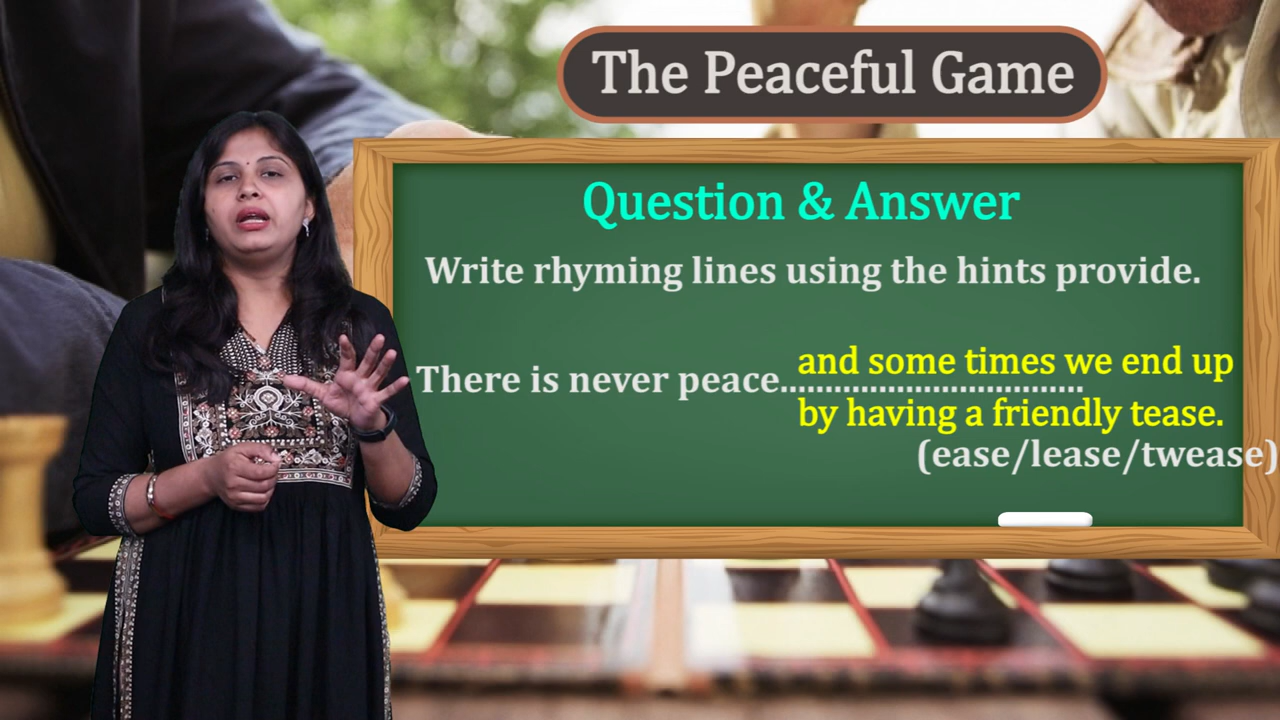 The Peaceful Game
Question & Answer
Write rhyming lines using the hints provide.
There is never peace..................................
and some times we end up
by having a friendly tease.
(ease/lease/twease)